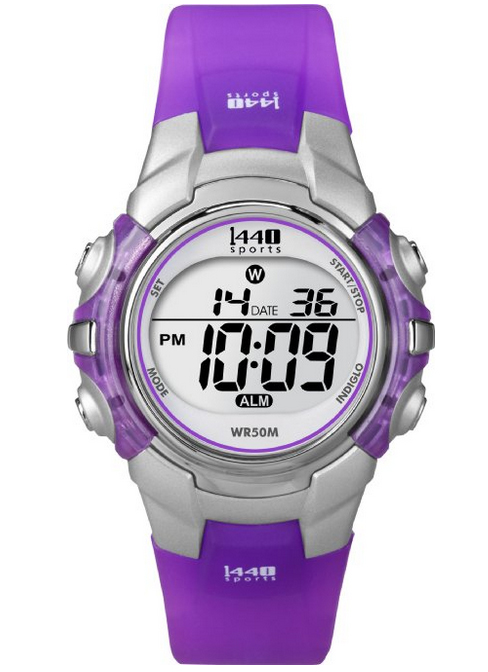 1440
sports
1440
sports
W
SET
START/STOP
14 DATE 36
PM 10:09
MODE
INDIGLO
ALM
WR50M
1440
sports